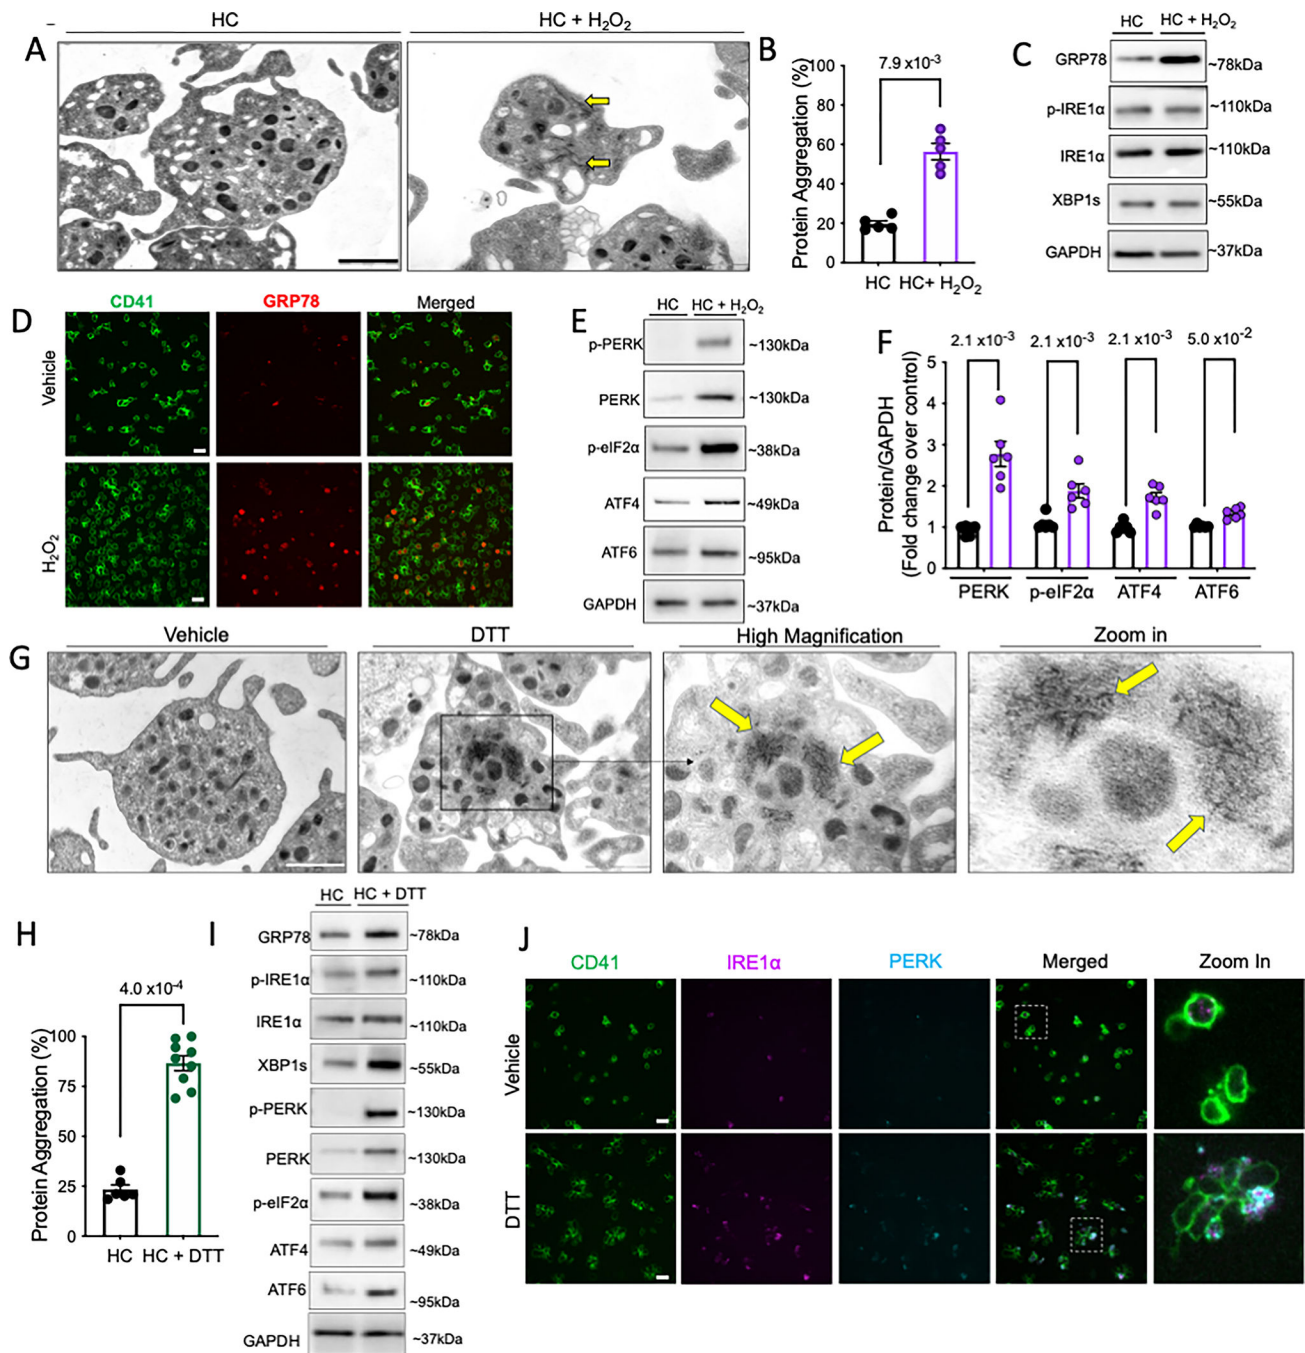 HC HC + H₂O₂
A
B
7.9 x10⁻³
Protein Aggregation (%)
100
80
60
40
20
0
HC HC+ H₂O₂
C
HC HC + H₂O₂
GRP78 ~78kDa
p-IRE1α ~110kDa
IRE1α ~110kDa
XBP1s ~55kDa
GAPDH ~37kDa
D
CD41 GRP78 Merged
Vehicle
H₂O₂
E
HC HC + H₂O₂
p-PERK ~130kDa
PERK ~130kDa
p-eIF2α ~38kDa
ATF4 ~49kDa
ATF6 ~95kDa
GAPDH ~37kDa
F
2.1 x10⁻³ 2.1 x10⁻³ 2.1 x10⁻³ 5.0 x10⁻²
Protein/GAPDH
(Fold change over control)
5
4
3
2
1
0
PERK p-eIF2α ATF4 ATF6
G
Vehicle DTT High Magnification Zoom in
H
4.0 x10⁻⁴
Protein Aggregation (%)
100
75
50
25
0
HC HC + DTT
I
HC HC + DTT
GRP78 ~78kDa
p-IRE1α ~110kDa
IRE1α ~110kDa
XBP1s ~55kDa
p-PERK ~130kDa
PERK ~130kDa
p-eIF2α ~38kDa
ATF4 ~49kDa
ATF6 ~95kDa
GAPDH ~37kDa
J
CD41 IRE1α PERK Merged Zoom In
Vehicle
DTT